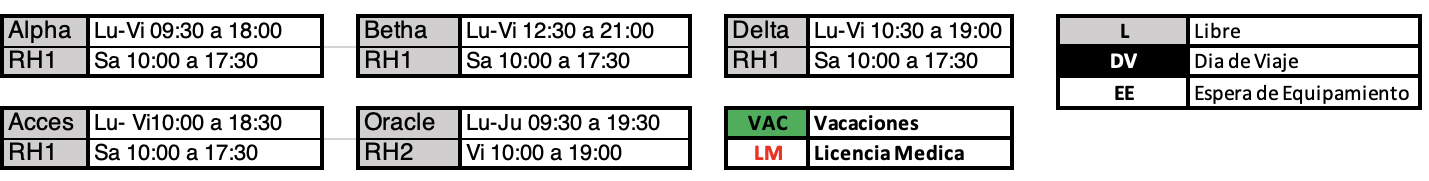 Alpha Lu-Vi 09:30 a 18:00
RH1 Sa 10:00 a 17:30
Betha Lu-Vi 12:30 a 21:00
RH1 Sa 10:00 a 17:30
Delta Lu-Vi 10:30 a 19:00
RH1 Sa 10:00 a 17:30
L Libre
DV Dia de Viaje
EE Espera de Equipamiento
Acces Lu- Vi10:00 a 18:30
RH1 Sa 10:00 a 17:30
Oracle Lu-Ju 09:30 a 19:30
RH2 Vi 10:00 a 19:00
VAC Vacaciones
LM Licencia Medica